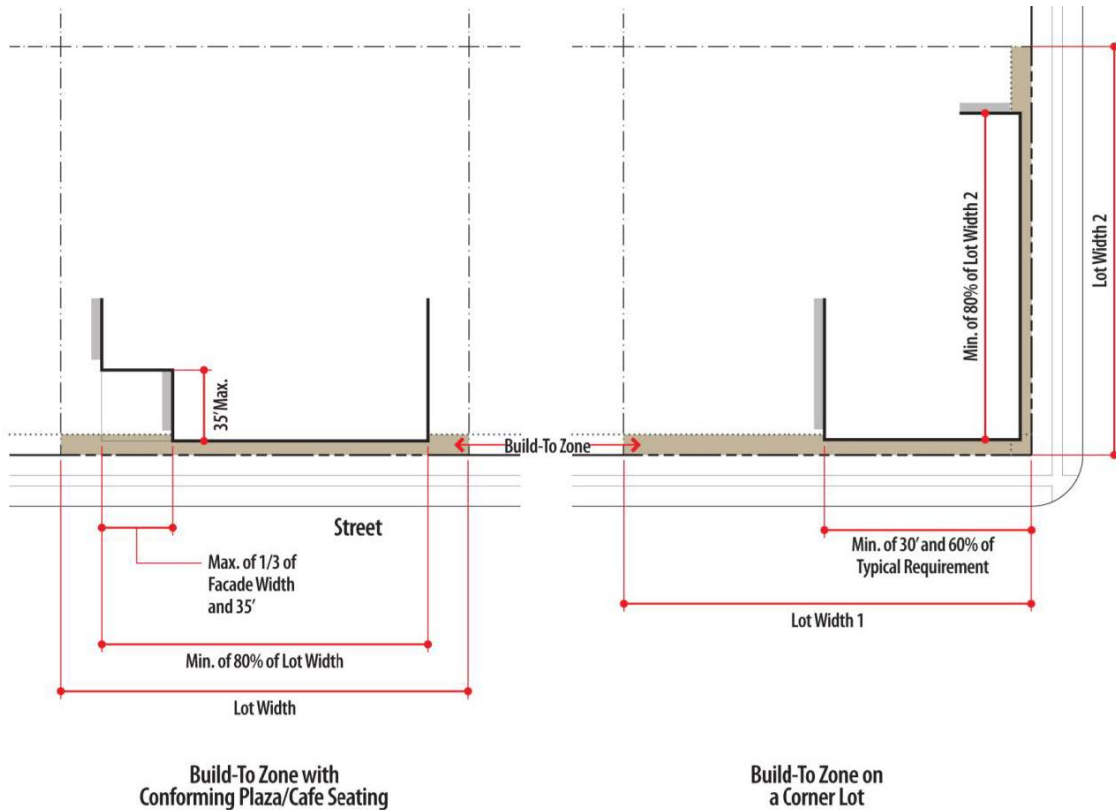 Min. of 80% of Lot Width 2
Lot Width 2
35' Max.
Build-To Zone
Street
Max. of 1/3 of
Facade Width
and 35'
Min. of 30' and 60% of
Typical Requirement
Lot Width 1
Min. of 80% of Lot Width
Lot Width
Build-To Zone with
Conforming Plaza/Cafe Seating
Build-To Zone on
a Corner Lot